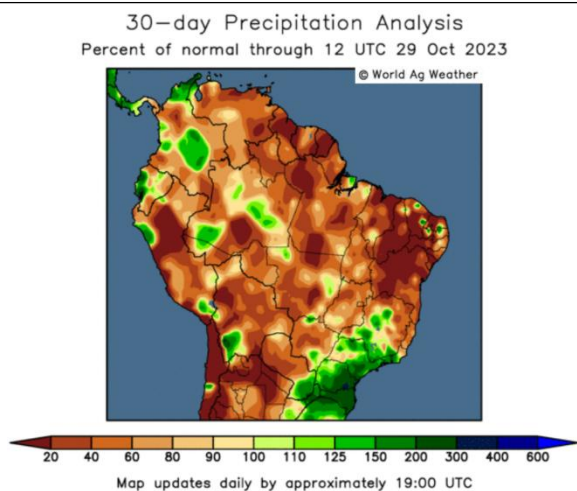 30-day Precipitation Analysis
Percent of normal through 12 UTC 29 Oct 2023
© World Ag Weather
20 40 60 80 90 100 110 125 150 200 300 400 600
Map updates daily by approximately 19:00 UTC